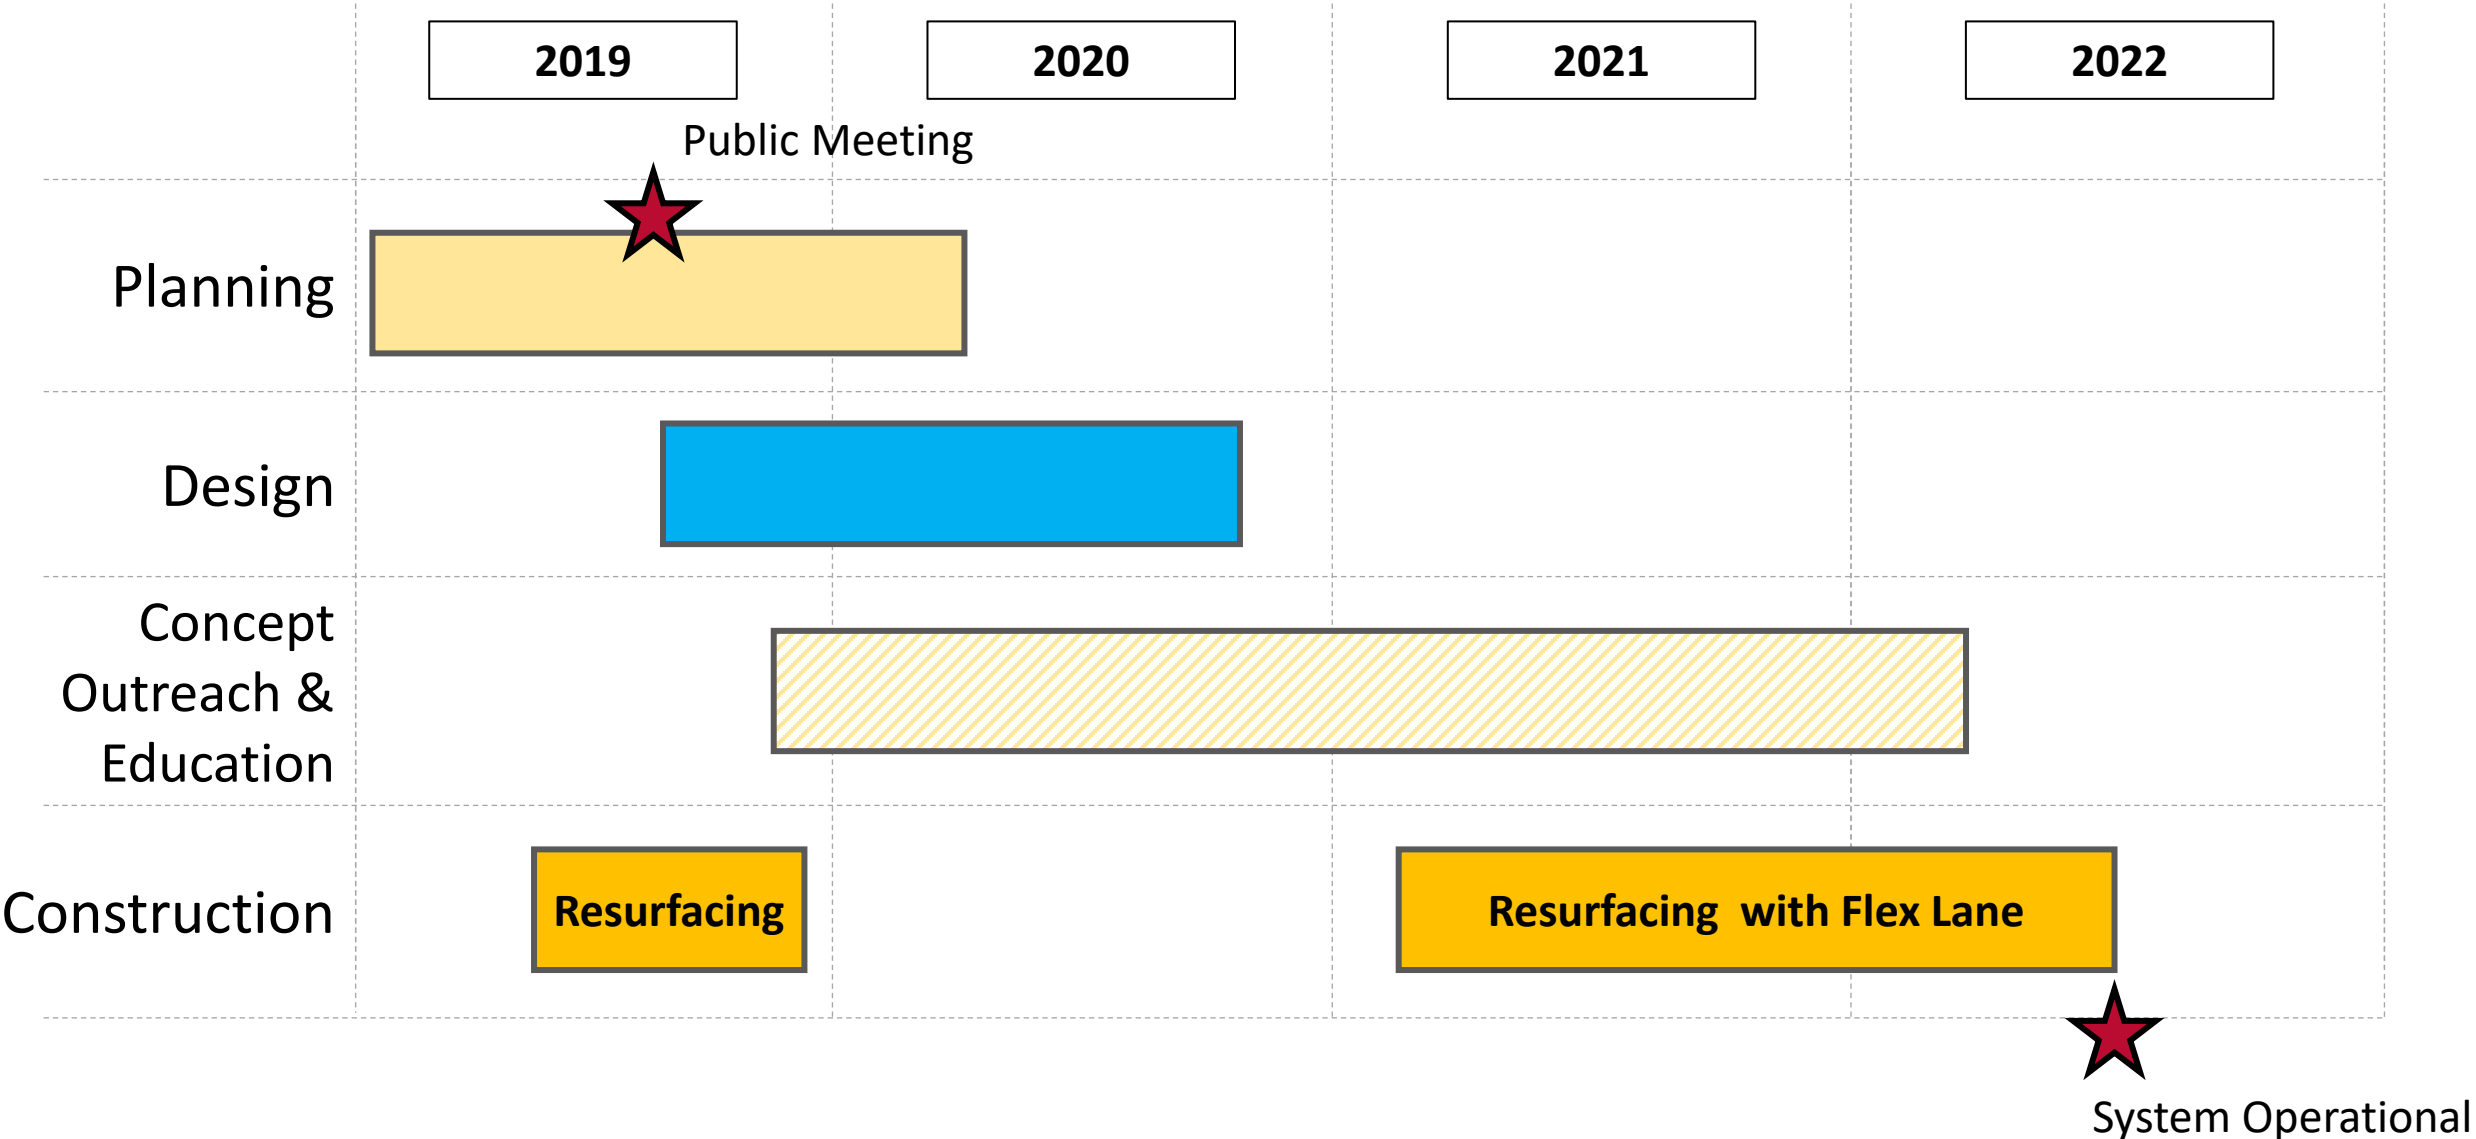 2019
2020
2021
2022
Public Meeting
Planning
Design
Concept
Outreach &
Education
Construction
Resurfacing
Resurfacing  with Flex Lane
System Operational